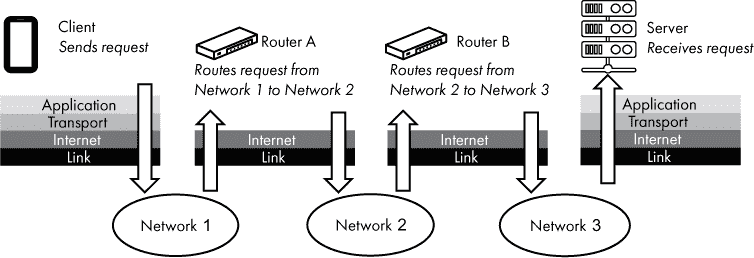 Client
Sends request
Router A
Routes request from
Network 1 to Network 2
Router B
Routes request from
Network 2 to Network 3
Server
Receives request
Application
Transport
Internet
Link
Internet
Link
Internet
Link
Application
Transport
Internet
Link
Network 1
Network 2
Network 3